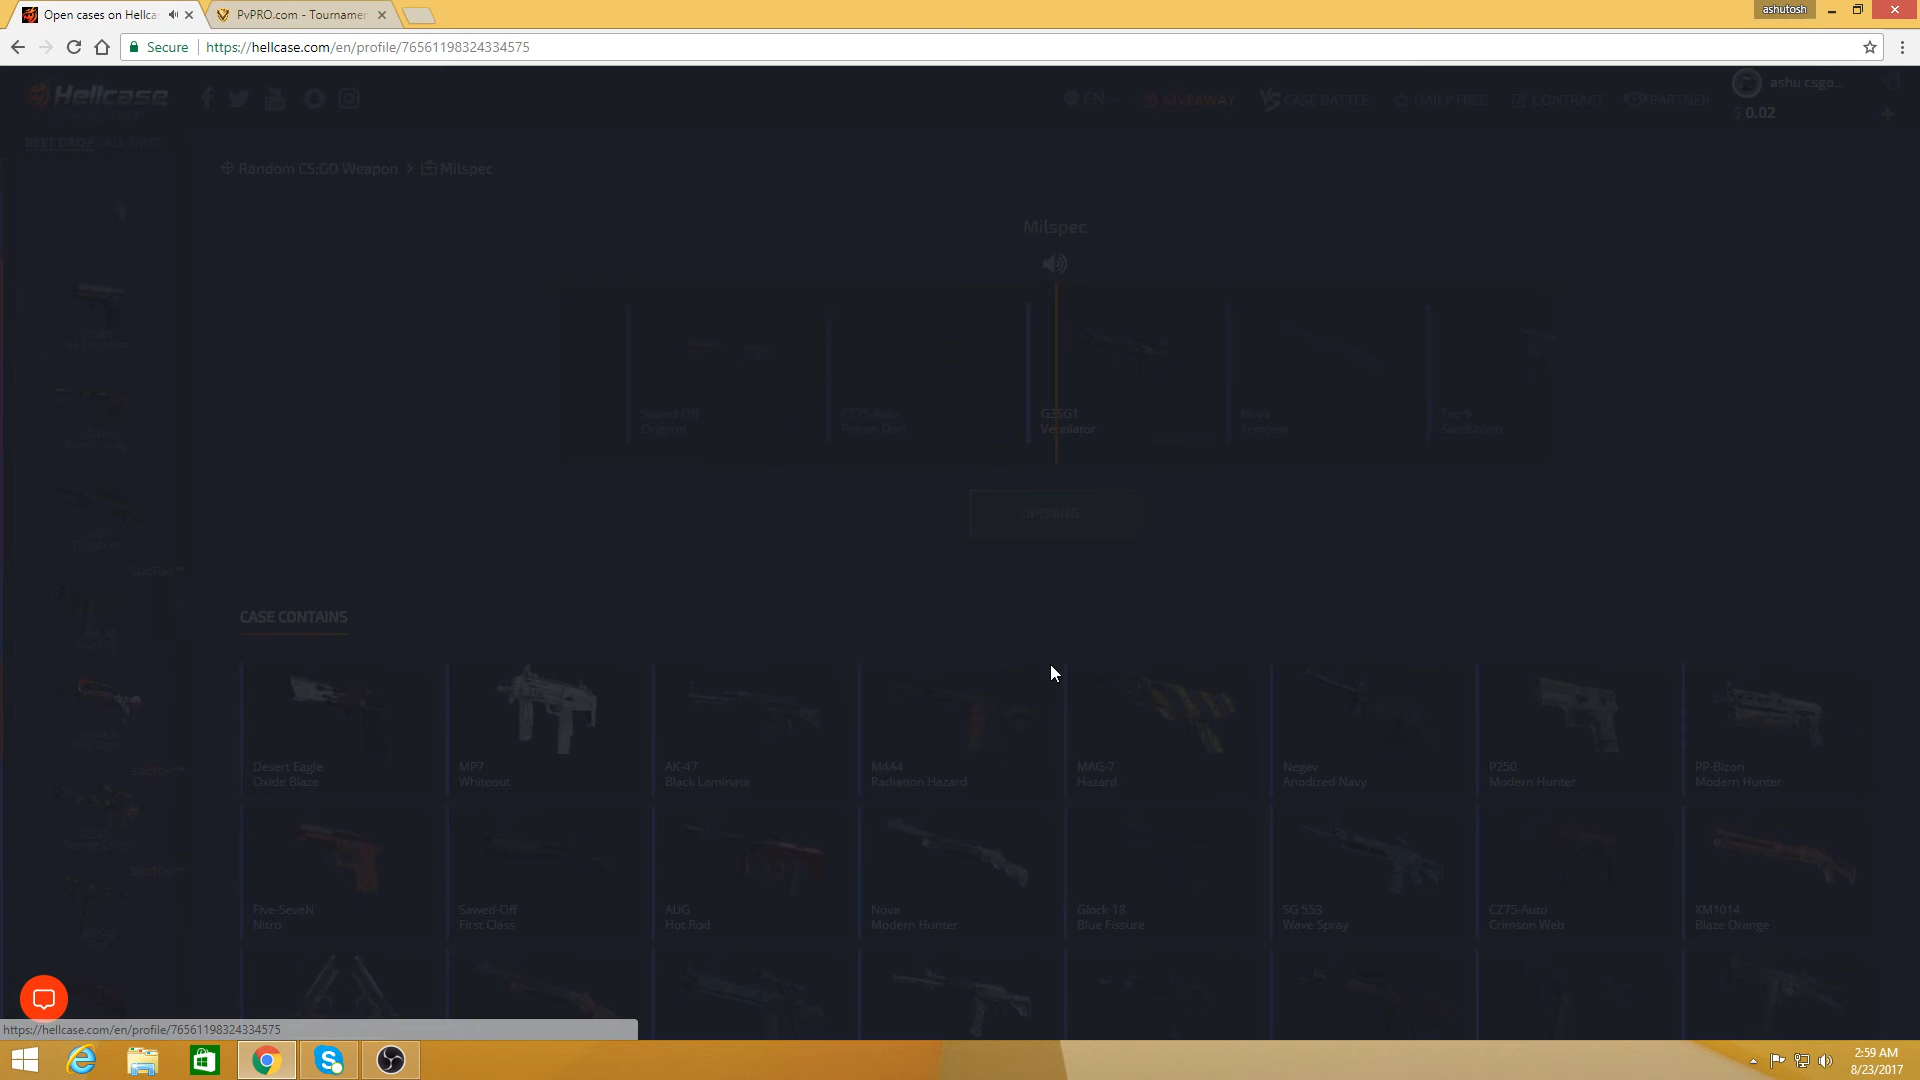 Open cases on Hellca
PvPRO.com - Tournamen
ashutosh
Secure
https://hellcase.com/en/profile/76561198324334575
Hellcase
EN
GIVEAWAY
CASE BATTLE
DAILY FREE
CONTRACT
PARTNER
ashu csgo...
$ 0.02
BEST DROP
Random CS:GO Weapon > Milspec
Milspec
Sawed-Off
Origami
CZ75-Auto
Poison Dart
G3SG1
Ventilator
Nova
Tempest
Tec-9
Sandstorm
OPENING
StatTrak™
CASE CONTAINS
Desert Eagle
Oxide Blaze
MP7
Whiteout
AK-47
Black Laminate
M4A4
Radiation Hazard
MAG-7
Hazard
Negev
Anodized Navy
P250
Modern Hunter
PP-Bizon
Modern Hunter
Five-SeveN
Nitro
Sawed-Off
First Class
AUG
Hot Rod
Nova
Modern Hunter
Glock-18
Blue Fissure
SG 553
Wave Spray
CZ75-Auto
Crimson Web
XM1014
Blaze Orange
https://hellcase.com/en/profile/76561198324334575
2:59 AM
8/23/2017